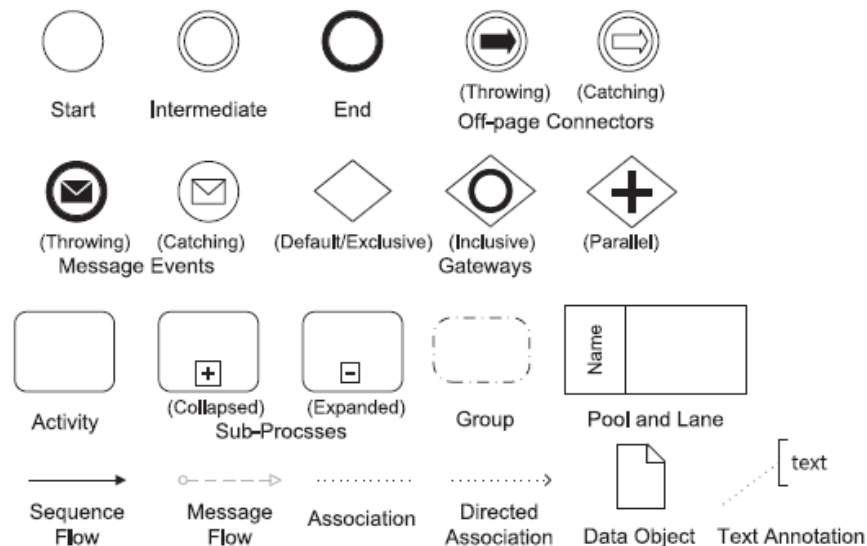 Start Intermediate End (Throwing) (Catching)
Off-page Connectors
(Throwing) (Catching) (Default/Exclusive) (Inclusive) (Parallel)
Message Events Gateways
Name
(Collapsed) (Expanded)
Activity Sub-Procsses Group Pool and Lane
text
Sequence Message Association Directed
Flow Flow Association Data Object Text Annotation